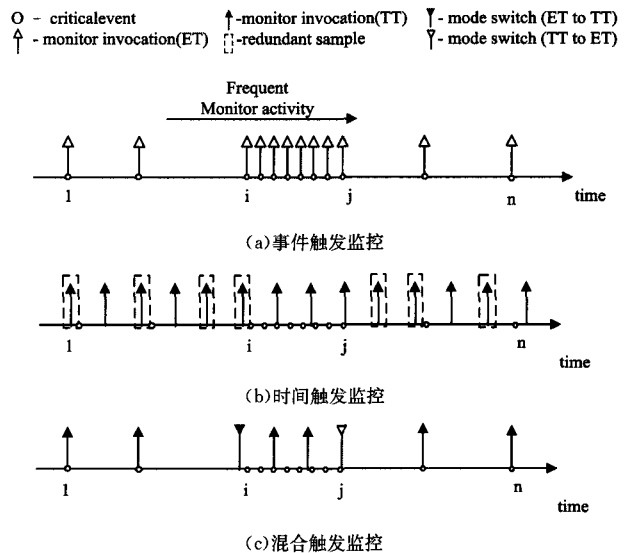 O - criticalevent -monitor invocation(TT) - mode switch (ET to TT)
- monitor invocation(ET) -redundant sample - mode switch (TT to ET)
Frequent
Monitor activity
1 i j n time
(a)事件触发监控
1 i j n
time
(b)时间触发监控
1 i j n
time
(c)混合触发监控